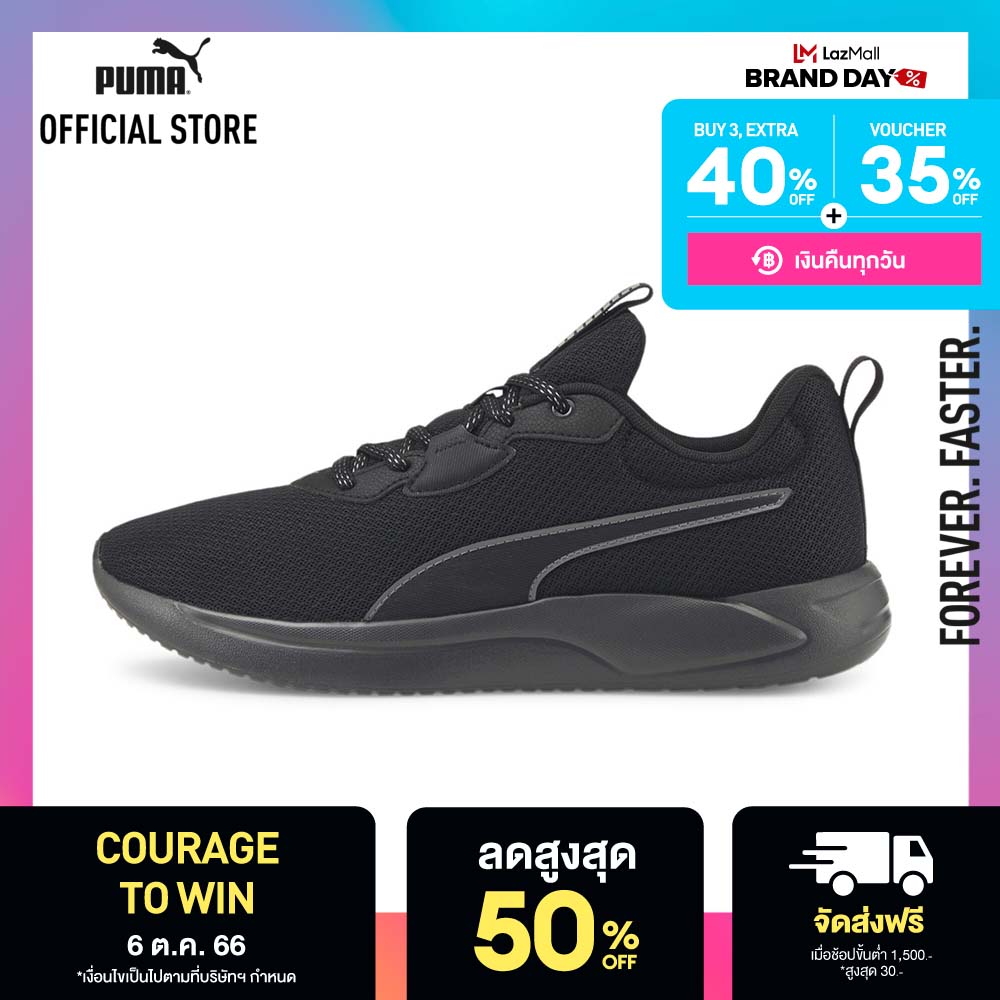 PUMA
OFFICIAL STORE
LM LazMall
BRAND DAY %
BUY 3, EXTRA
40% OFF
VOUCHER
35% OFF
+
฿ เงินคืนทุกวัน
FOREVER. FASTER.
COURAGE
TO WIN
6 ต.ค. 66
*เงื่อนไขเป็นไปตามที่บริษัทฯ กำหนด
ลดสูงสุด
50% OFF
จัดส่งฟรี
เมื่อช้อปขั้นต่ำ 1,500.-
*สูงสุด 30.-